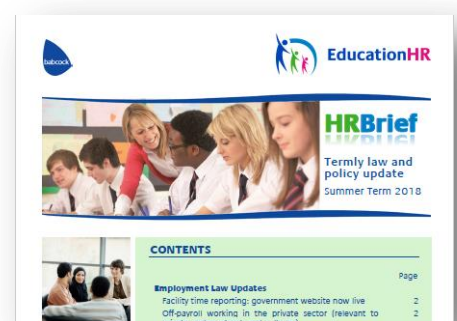 babcock
EducationHR
HRBrief
Termly law and
policy update
Summer Term 2018
CONTENTS
Page
Employment Law Updates
Facility time reporting: government website now live 2
Off-payroll working in the private sector (relevant to 2